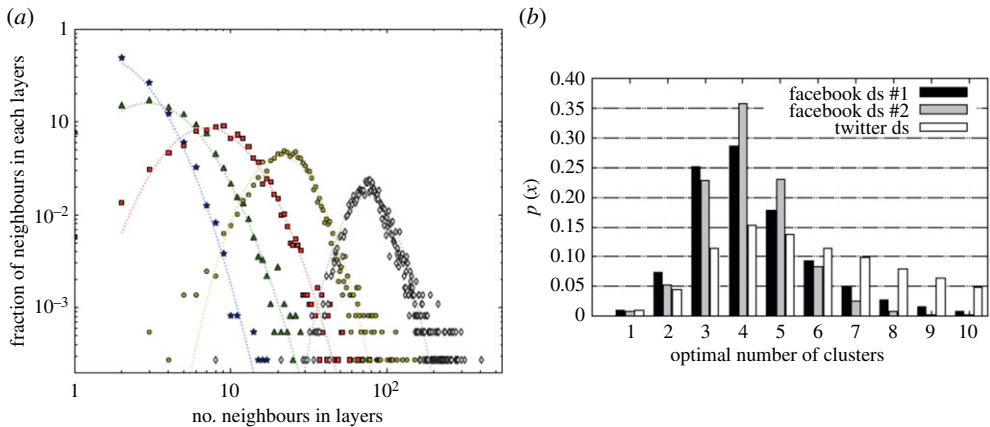 (a)
1
10
10⁻²
10⁻³
fraction of neighbours in each layers
1
10
10²
no. neighbours in layers
(b)
0.40
0.35
0.30
0.25
0.20
0.15
0.10
0.05
0
p (x)
facebook ds #1
facebook ds #2
twitter ds
1 2 3 4 5 6 7 8 9 10
optimal number of clusters